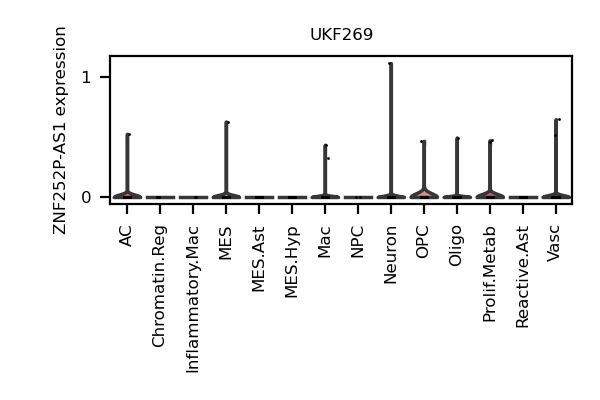 UKF269
ZNF252P-AS1 expression
1
0
AC
Chromatin.Reg
Inflammatory.Mac
MES
MES.Ast
MES.Hyp
Mac
NPC
Neuron
OPC
Oligo
Prolif.Metab
Reactive.Ast
Vasc